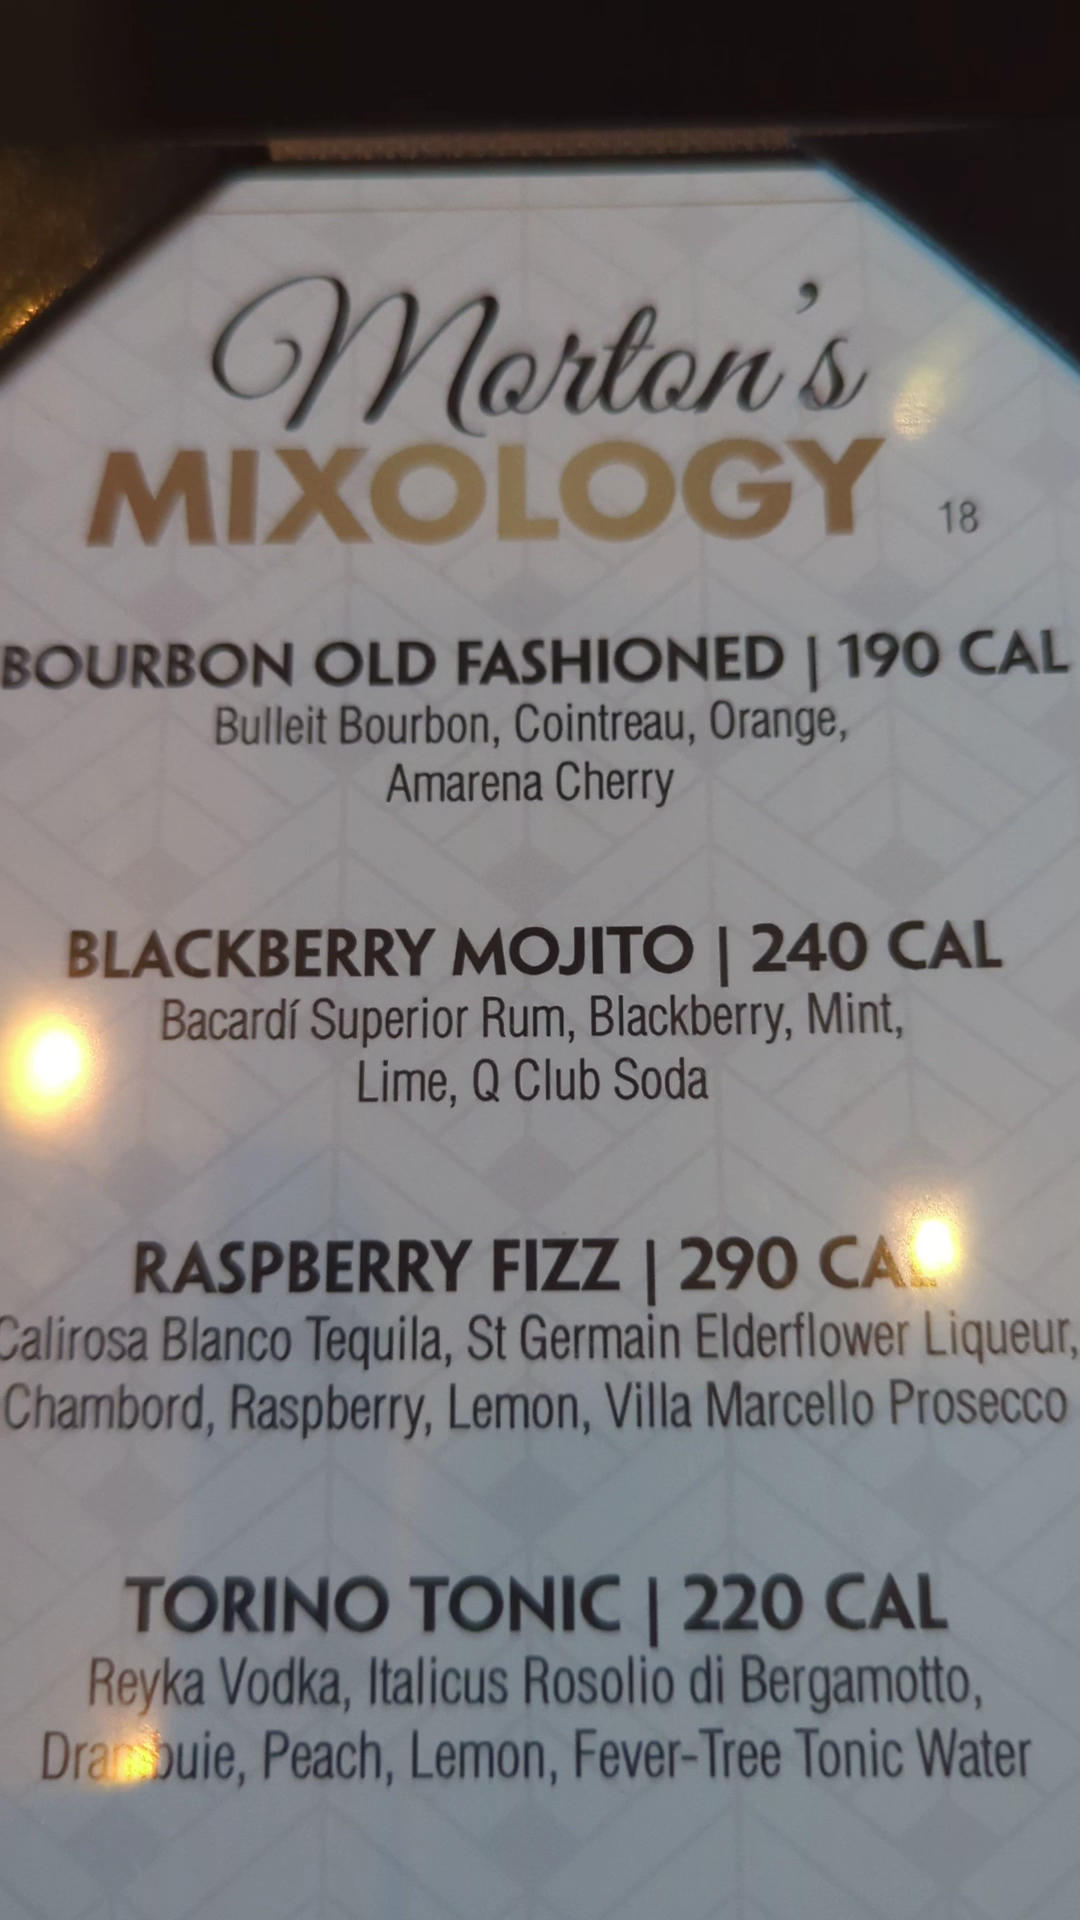 Morton's
MIXOLOGY 18
BOURBON OLD FASHIONED | 190 CAL
Bulleit Bourbon, Cointreau, Orange,
Amarena Cherry
BLACKBERRY MOJITO | 240 CAL
Bacardí Superior Rum, Blackberry, Mint,
Lime, Q Club Soda
RASPBERRY FIZZ | 290 CAL
Calirosa Blanco Tequila, St Germain Elderflower Liqueur,
Chambord, Raspberry, Lemon, Villa Marcello Prosecco
TORINO TONIC | 220 CAL
Reyka Vodka, Italicus Rosolio di Bergamotto,
Drambuie, Peach, Lemon, Fever-Tree Tonic Water